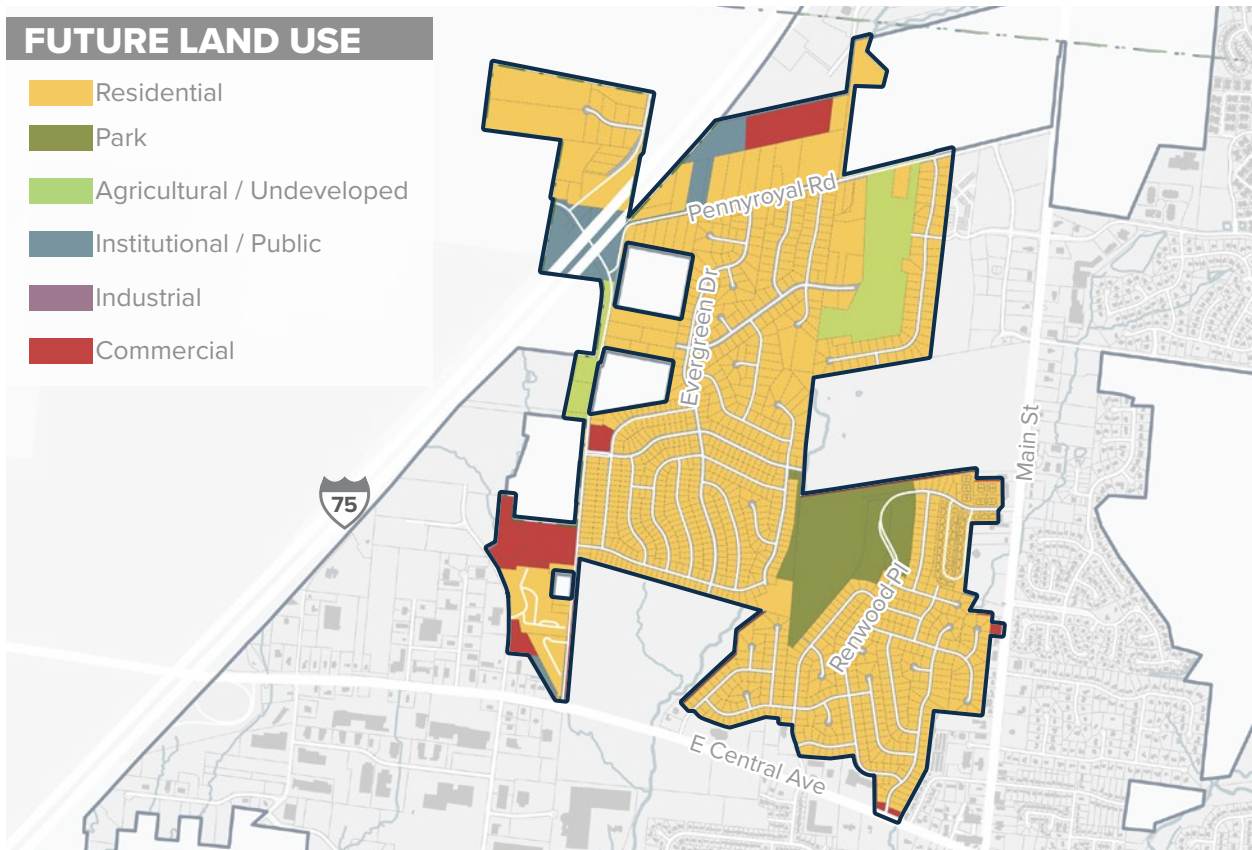 FUTURE LAND USE
Residential
Park
Agricultural / Undeveloped
Institutional / Public
Industrial
Commercial
Pennyroyal Rd
Evergreen Dr
Main St
75
Renwood Pl
E Central Ave